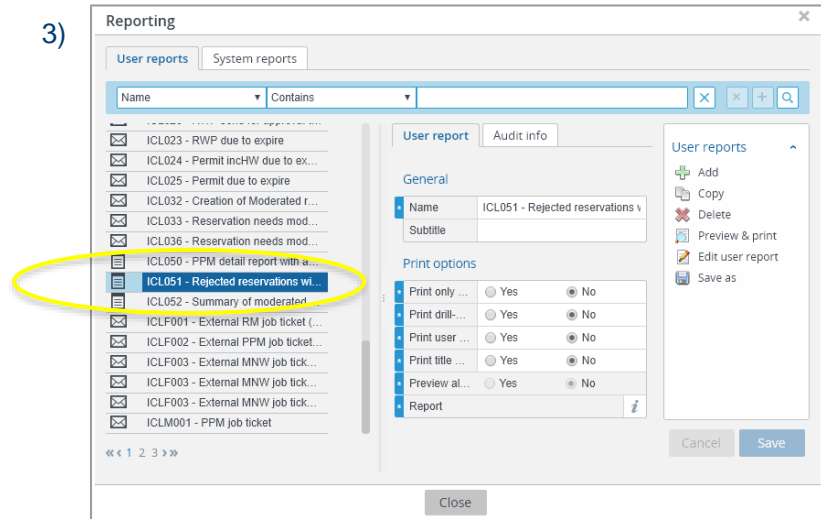 3)
Reporting
User reports System reports
Name Contains
ICL023 - RWP due to expire
ICL024 - Permit incHW due to ex...
ICL025 - Permit due to expire
ICL032 - Creation of Moderated r...
ICL033 - Reservation needs mod...
ICL036 - Reservation needs mod...
ICL050 - PPM detail report with a...
ICL051 - Rejected reservations wi...
ICL052 - Summary of moderated ...
ICLF001 - External RM job ticket (...
ICLF002 - External PPM job ticket...
ICLF003 - External MNW job tick...
ICLF003 - External MNW job tick...
ICLF003 - External MNW job tick...
ICLM001 - PPM job ticket
« ‹ 1 2 3 › »
User report Audit info
General
Name ICL051 - Rejected reservations
Subtitle
Print options
Print only ... Yes No
Print drill-... Yes No
Print user ... Yes No
Print title ... Yes No
Preview al... Yes No
Report i
User reports
Add
Copy
Delete
Preview & print
Edit user report
Save as
Cancel Save
Close